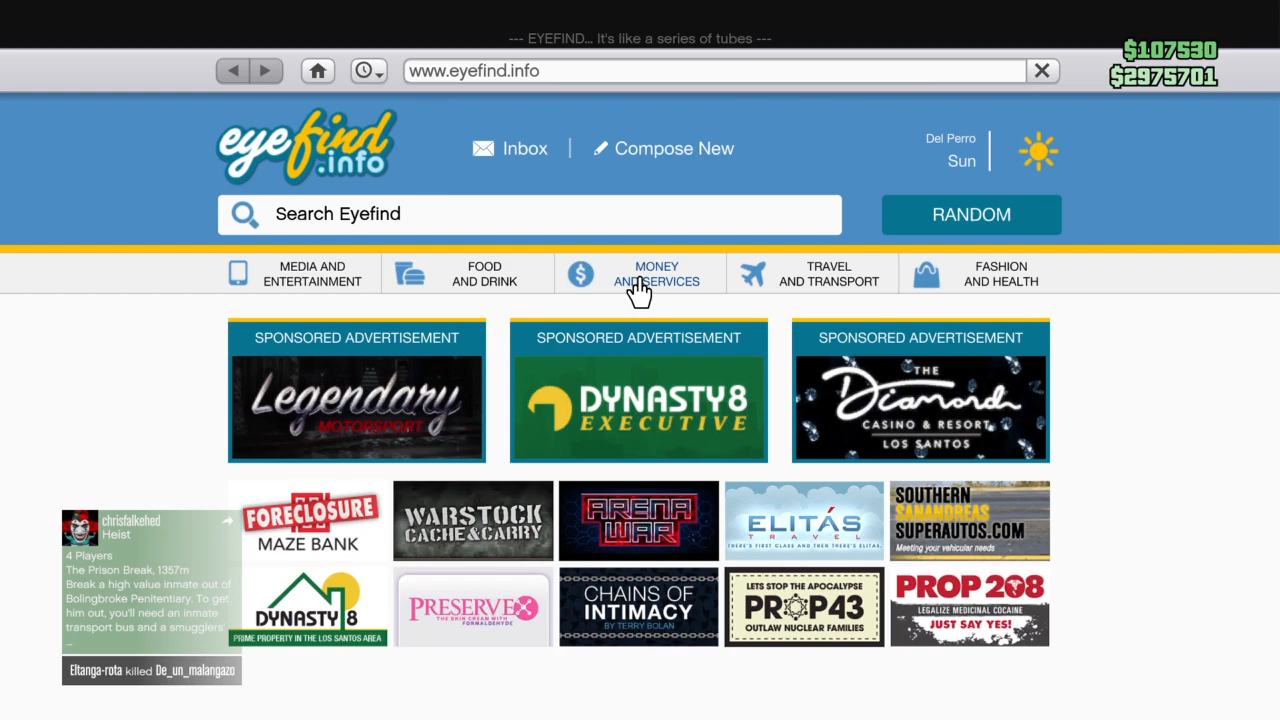 --- EYEFIND... It's like a series of tubes ---
$107530
www.eyefind.info
$2975701
eyefind
.info
Inbox
Compose New
Del Perro
Sun
Search Eyefind
RANDOM
MEDIA AND
ENTERTAINMENT
FOOD
AND DRINK
MONEY
AND SERVICES
TRAVEL
AND TRANSPORT
FASHION
AND HEALTH
SPONSORED ADVERTISEMENT
Legendary
MOTORSPORT
SPONSORED ADVERTISEMENT
DYNASTY8
EXECUTIVE
SPONSORED ADVERTISEMENT
THE
Diamond
CASINO & RESORT
LOS SANTOS
FORECLOSURE
MAZE BANK
WARSTOCK
CACHE&CARRY
ARENA
WAR
ELITÁS
TRAVEL
THERE'S FIRST CLASS AND THEN THERE'S ELITAS.
SOUTHERN
SANANDREAS
SUPERAUTOS.COM
Meeting your vehicular needs
chrisfalkehed
Heist
4 Players
The Prison Break, 1357m
Break a high value inmate out of
Bolingbroke Penitentiary. To get
him out, you'll need an inmate
transport bus and a smugglers'
...
DYNASTY 8
PRIME PROPERTY IN THE LOS SANTOS AREA
PRESERVEX
THE SKIN CREAM WITH
FORMALDEHYDE
CHAINS OF
INTIMACY
BY TERRY BOLAN
LETS STOP THE APOCALYPSE
PROP43
OUTLAW NUCLEAR FAMILIES
PROP 208
LEGALIZE MEDICINAL COCAINE
JUST SAY YES!
Eltanga-rota killed De_un_malangazo